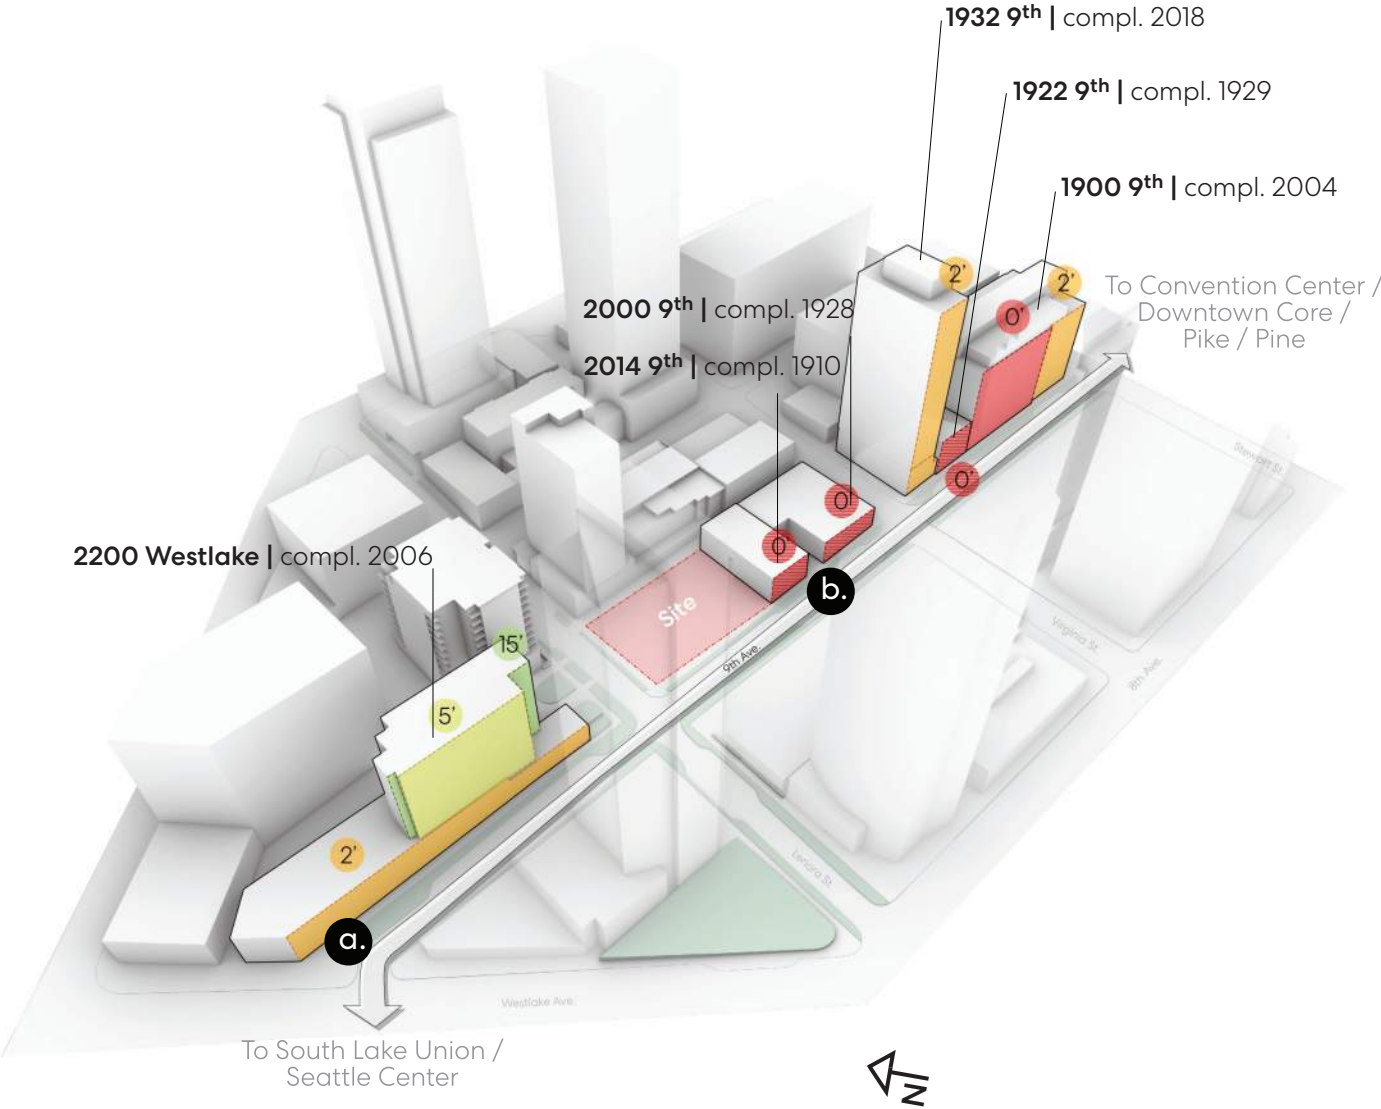 1932 9th | compl. 2018
1922 9th | compl. 1929
1900 9th | compl. 2004
2'
2'
To Convention Center /
Downtown Core /
Pike / Pine
2000 9th | compl. 1928
0'
2014 9th | compl. 1910
Stewart St.
0'
0'
0'
2200 Westlake | compl. 2006
b.
Site
Virginia St.
15'
9th Ave.
8th Ave.
5'
2'
Lenora St.
a.
Westlake Ave.
To South Lake Union /
Seattle Center
N